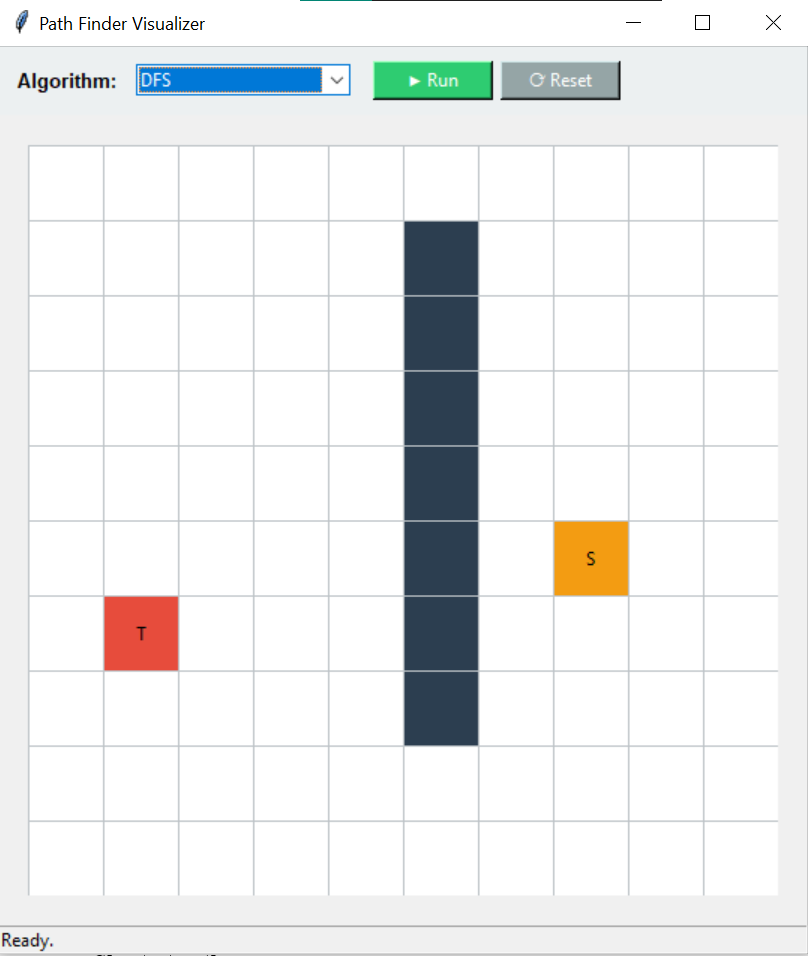 Path Finder Visualizer
Algorithm: DFS ► Run ⟳ Reset
S
T
Ready.